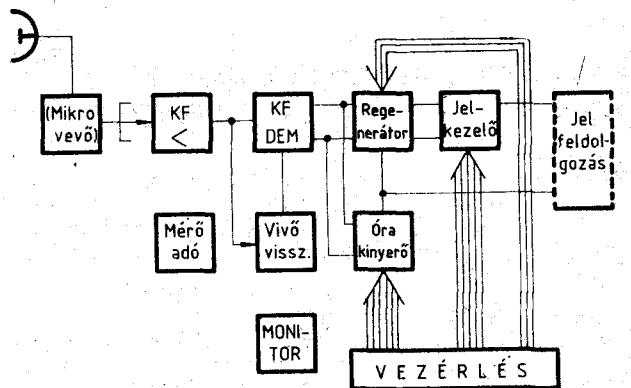 (Mikro
vevő)
KF
<
KF
DEM
Rege-
nerátor
Jel-
kezelő
Jel
feldol-
gozás
Mérő
adó
Vivő
vissz.
Óra
kinyerő
MONI-
TOR
VEZÉRLÉS